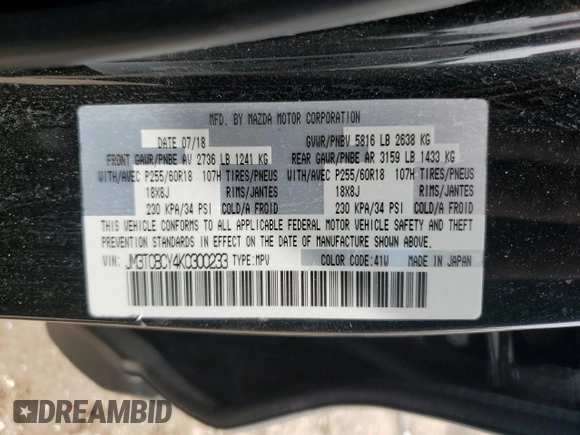 MFD. BY MAZDA MOTOR CORPORATION
DATE 07/18 GVWR/PNBV 5816 LB 2638 KG
FRONT GAWR/PNBE AV 2736 LB 1241 KG REAR GAWR/PNBE AR 3159 LB 1433 KG
WITH/AVEC P255/60R18 107H TIRES/PNEUS WITH/AVEC P255/60R18 107H TIRES/PNEUS
18X8J RIMS/JANTES 18X8J RIMS/JANTES
230 KPA/34 PSI COLD/A FROID 230 KPA/34 PSI COLD/A FROID
THIS VEHICLE CONFORMS TO ALL APPLICABLE FEDERAL MOTOR VEHICLE SAFETY AND THEFT
PREVENTION STANDARDS IN EFFECT ON THE DATE OF MANUFACTURE SHOWN ABOVE.
VIN: JM3TCBCY4K0300233 TYPE:MPV COLOR CODE:41W MADE IN JAPAN
DREAMBID